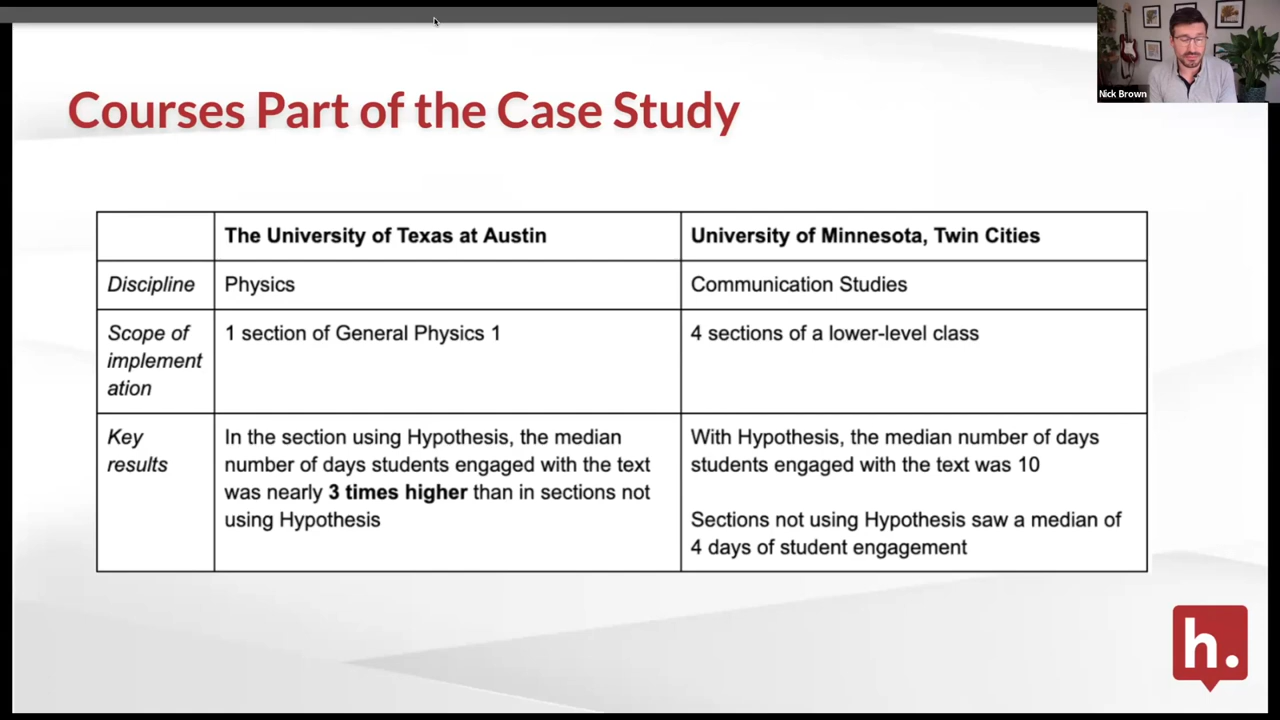 Nick Brown
Courses Part of the Case Study
The University of Texas at Austin
University of Minnesota, Twin Cities
Discipline
Physics
Communication Studies
Scope of
implement
ation
1 section of General Physics 1
4 sections of a lower-level class
Key
results
In the section using Hypothesis, the median
number of days students engaged with the text
was nearly 3 times higher than in sections not
using Hypothesis
With Hypothesis, the median number of days
students engaged with the text was 10
Sections not using Hypothesis saw a median of
4 days of student engagement
h.